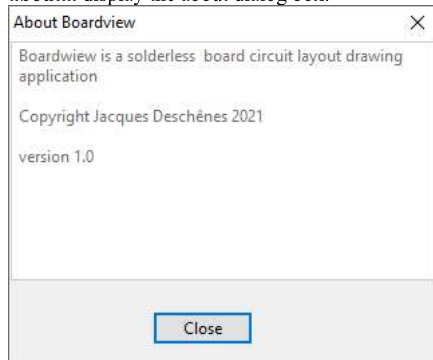 About Boardview
Boardwiew is a solderless board circuit layout drawing
application
Copyright Jacques Deschênes 2021
version 1.0
Close